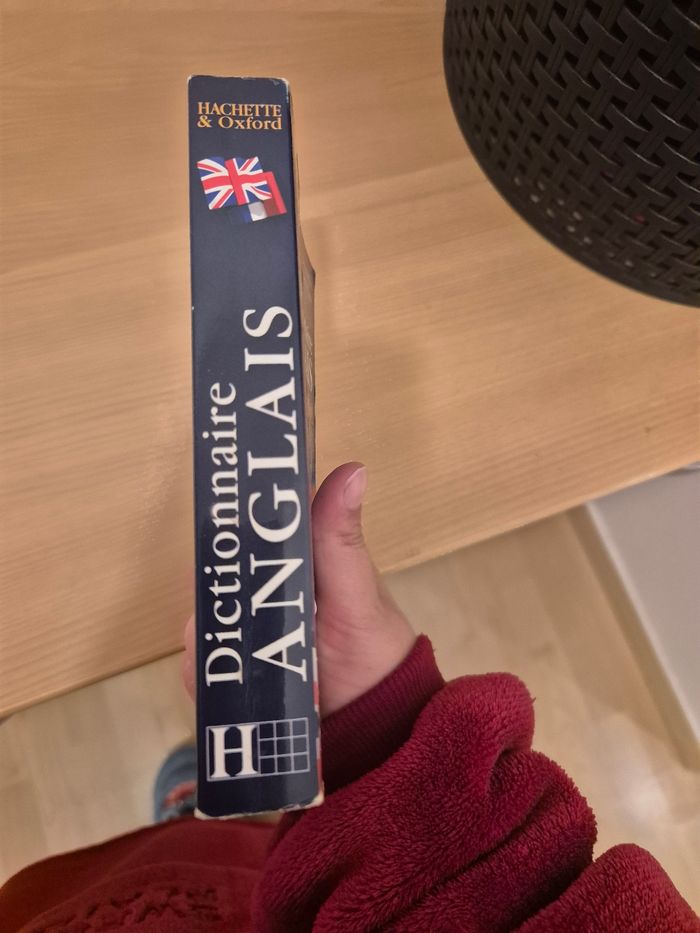 HACHETTE
& Oxford
Dictionnaire
ANGLAIS
H